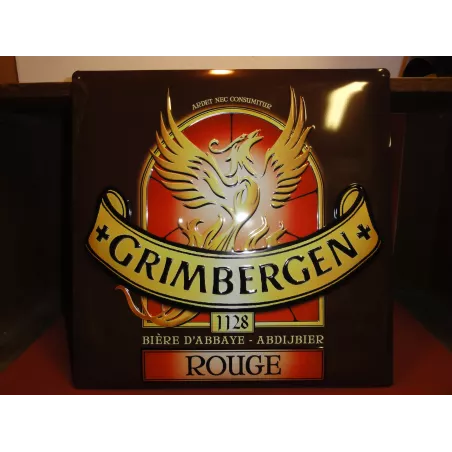 ARDET NEC CONSUMITUR
GRIMBERGEN
1128
BIÈRE D'ABBAYE - ABDIJBIER
ROUGE